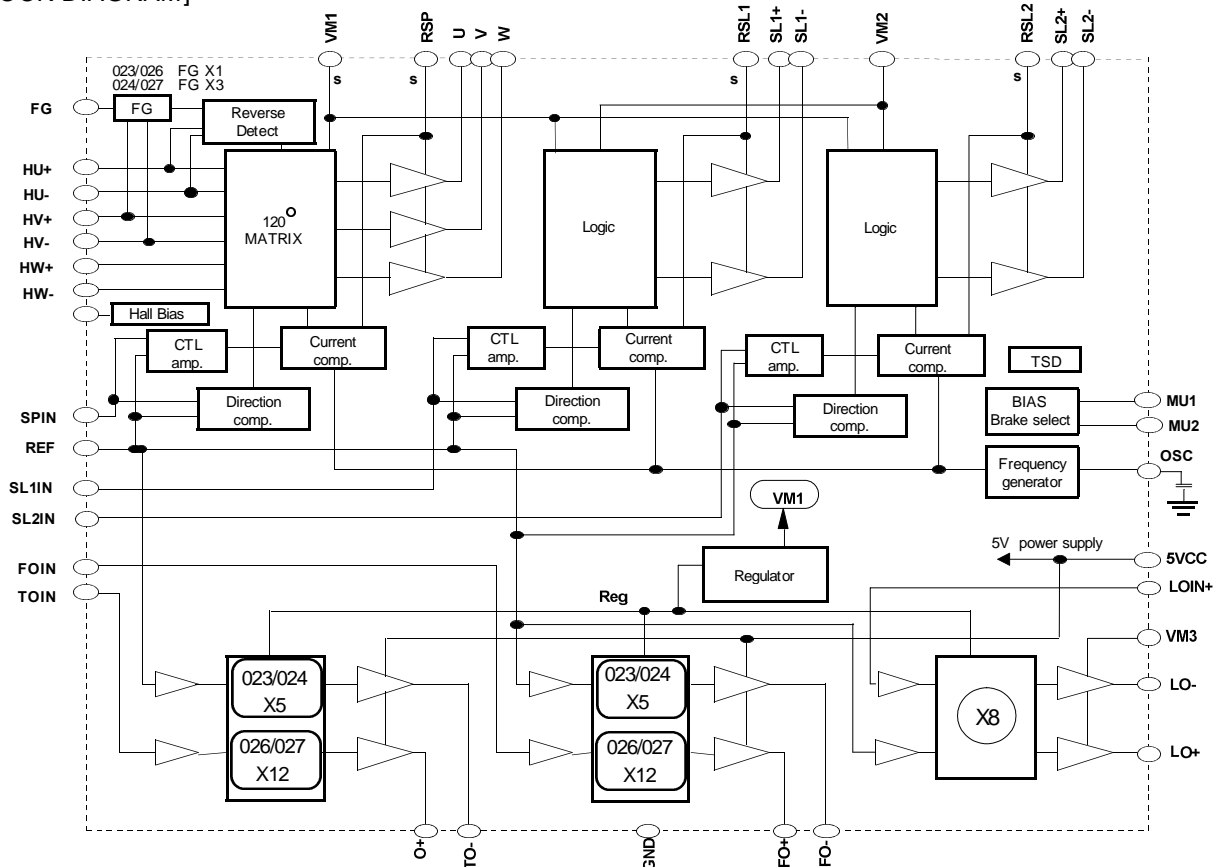 VM1
RSP
U
V
W
RSL1
SL1+
SL1-
VM2
RSL2
SL2+
SL2-
023/026 FG X1
024/027 FG X3
s
s
s
s
FG
FG
Reverse
Detect
HU+
HU-
HV+
HV-
HW+
HW-
120O
MATRIX
Logic
Logic
Hall Bias
CTL
amp.
Current
comp.
CTL
amp.
Current
comp.
CTL
amp.
Current
comp.
TSD
Direction
comp.
Direction
comp.
Direction
comp.
BIAS
Brake select
MU1
MU2
SPIN
REF
SL1IN
SL2IN
Frequency
generator
OSC
VM1
FOIN
TOIN
Regulator
5V power supply
5VCC
LOIN+
Reg
VM3
023/024
X5
026/027
X12
023/024
X5
026/027
X12
X8
LO-
LO+
O+
TO-
GND
FO+
FO-